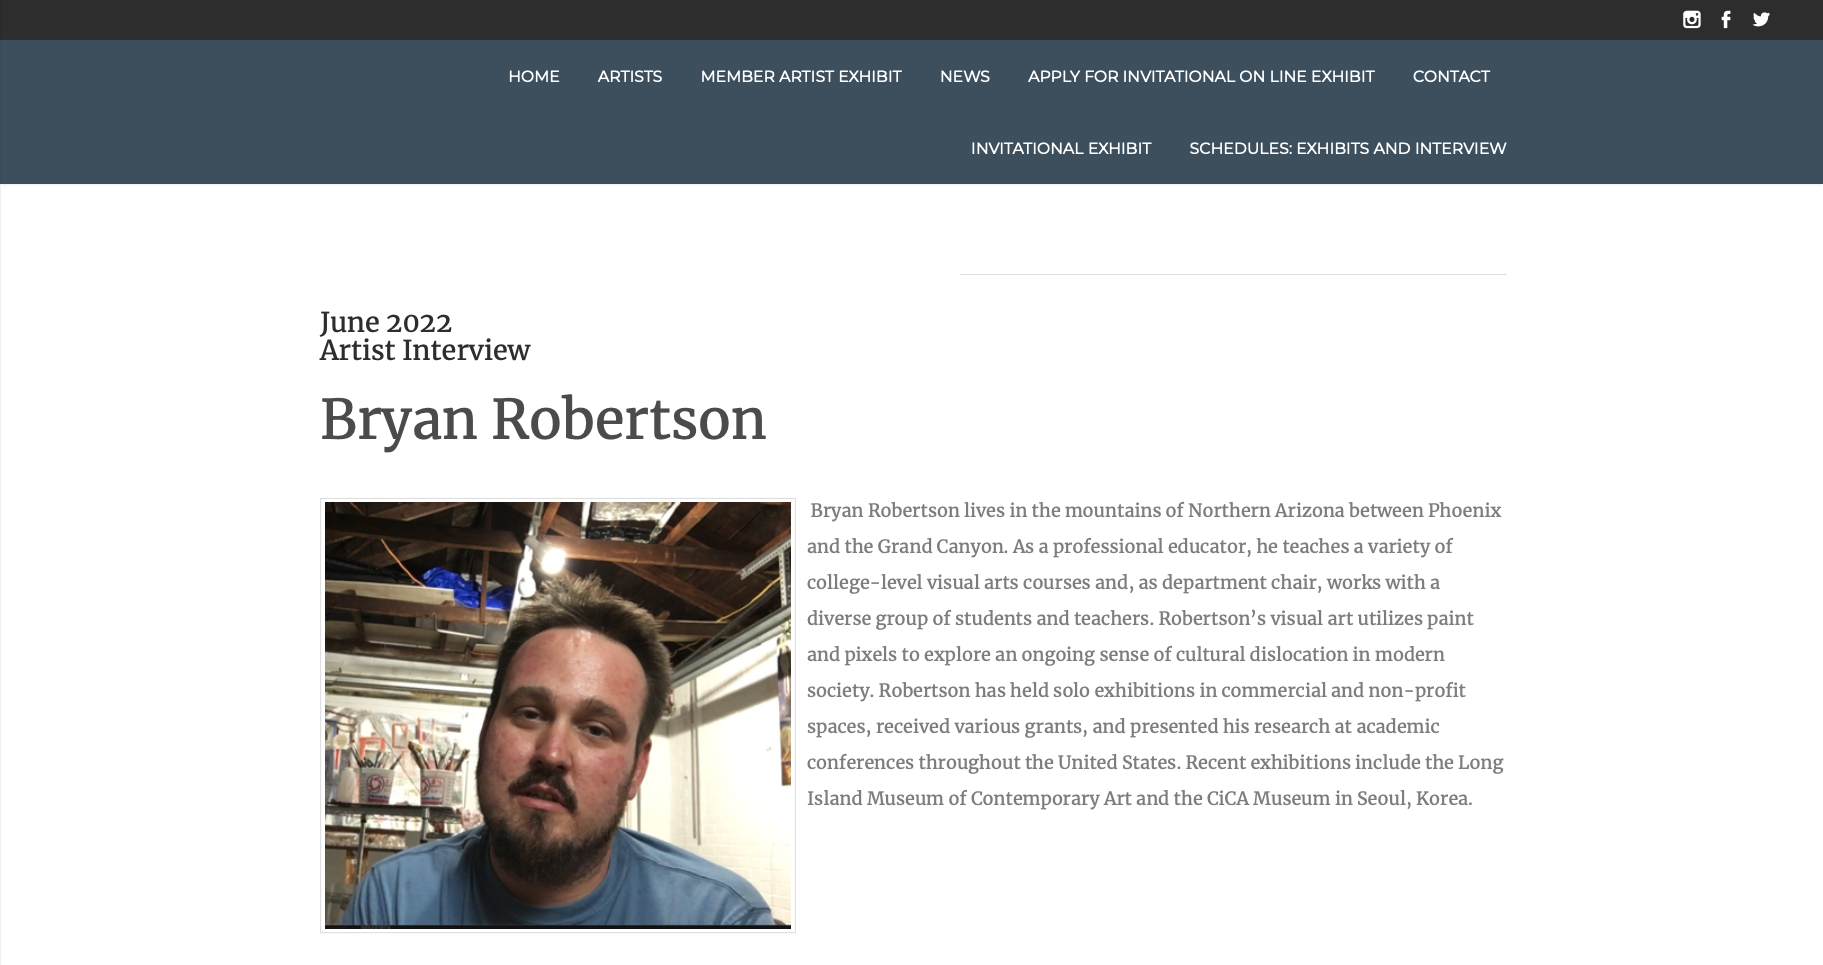 HOME ARTISTS MEMBER ARTIST EXHIBIT NEWS APPLY FOR INVITATIONAL ON LINE EXHIBIT CONTACT
INVITATIONAL EXHIBIT SCHEDULES: EXHIBITS AND INTERVIEW
June 2022
Artist Interview
Bryan Robertson
Bryan Robertson lives in the mountains of Northern Arizona between Phoenix
and the Grand Canyon. As a professional educator, he teaches a variety of
college-level visual arts courses and, as department chair, works with a
diverse group of students and teachers. Robertson’s visual art utilizes paint
and pixels to explore an ongoing sense of cultural dislocation in modern
society. Robertson has held solo exhibitions in commercial and non-profit
spaces, received various grants, and presented his research at academic
conferences throughout the United States. Recent exhibitions include the Long
Island Museum of Contemporary Art and the CiCA Museum in Seoul, Korea.